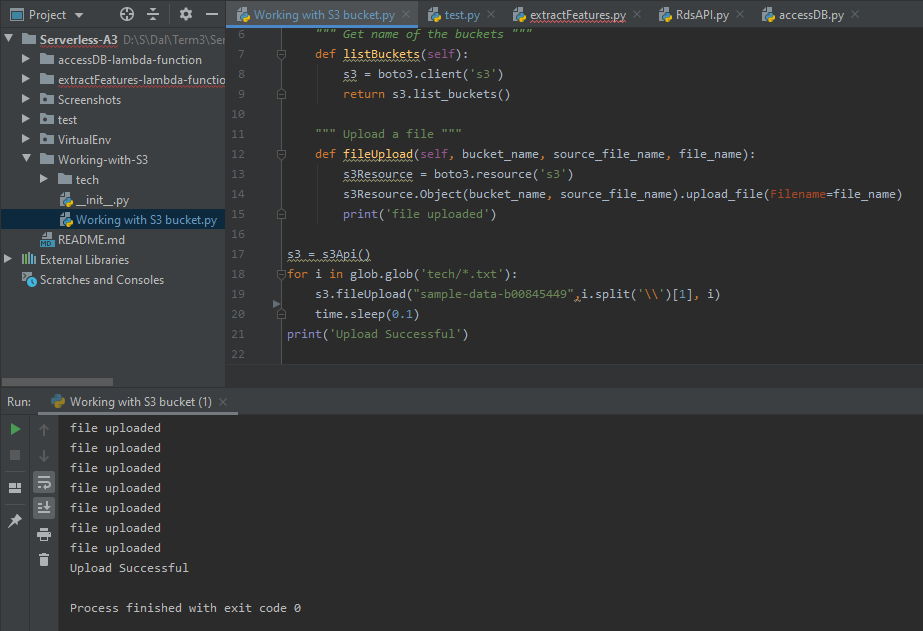 Project
Working with S3 bucket.py
test.py
extractFeatures.py
RdsAPI.py
accessDB.py
Serverless-A3 D:\S\Dal\Term3\Ser
accessDB-lambda-function
extractFeatures-lambda-functio
Screenshots
test
VirtualEnv
Working-with-S3
tech
__init__.py
Working with S3 bucket.py
README.md
External Libraries
Scratches and Consoles
6 """ Get name of the buckets """
7 def listBuckets(self):
8 s3 = boto3.client('s3')
9 return s3.list_buckets()
10
11 """ Upload a file """
12 def fileUpload(self, bucket_name, source_file_name, file_name):
13 s3Resource = boto3.resource('s3')
14 s3Resource.Object(bucket_name, source_file_name).upload_file(Filename=file_name)
15 print('file uploaded')
16
17 s3 = s3Api()
18 for i in glob.glob('tech/*.txt'):
19 s3.fileUpload("sample-data-b00845449",i.split('\\')[1], i)
20 time.sleep(0.1)
21 print('Upload Successful')
22
Run: Working with S3 bucket (1)
file uploaded
file uploaded
file uploaded
file uploaded
file uploaded
file uploaded
file uploaded
Upload Successful
Process finished with exit code 0